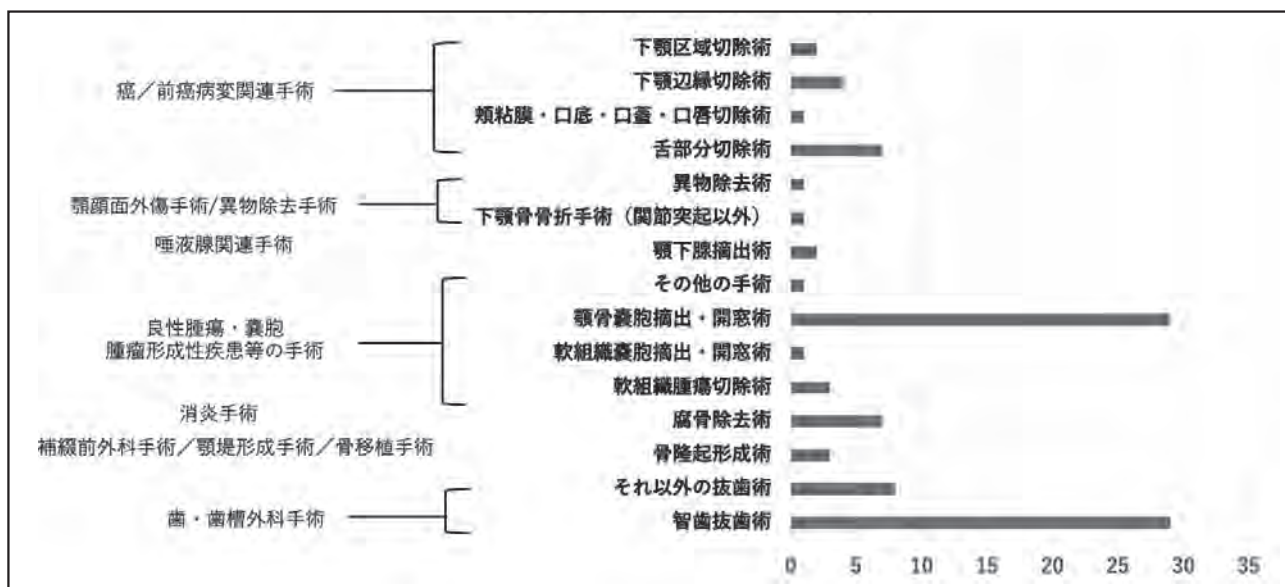 下顎区域切除術
癌／前癌病変関連手術
下顎辺縁切除術
頬粘膜・口底・口蓋・口唇切除術
舌部分切除術
異物除去術
顎顔面外傷手術/異物除去手術
下顎骨骨折手術（関節突起以外）
唾液腺関連手術
顎下腺摘出術
その他の手術
顎骨嚢胞摘出・開窓術
良性腫瘍・嚢胞
腫瘤形成性疾患等の手術
軟組織嚢胞摘出・開窓術
軟組織腫瘍切除術
消炎手術
腐骨除去術
補綴前外科手術／顎堤形成手術／骨移植手術
骨隆起形成術
それ以外の抜歯術
歯・歯槽外科手術
智歯抜歯術
0 5 10 15 20 25 30 35